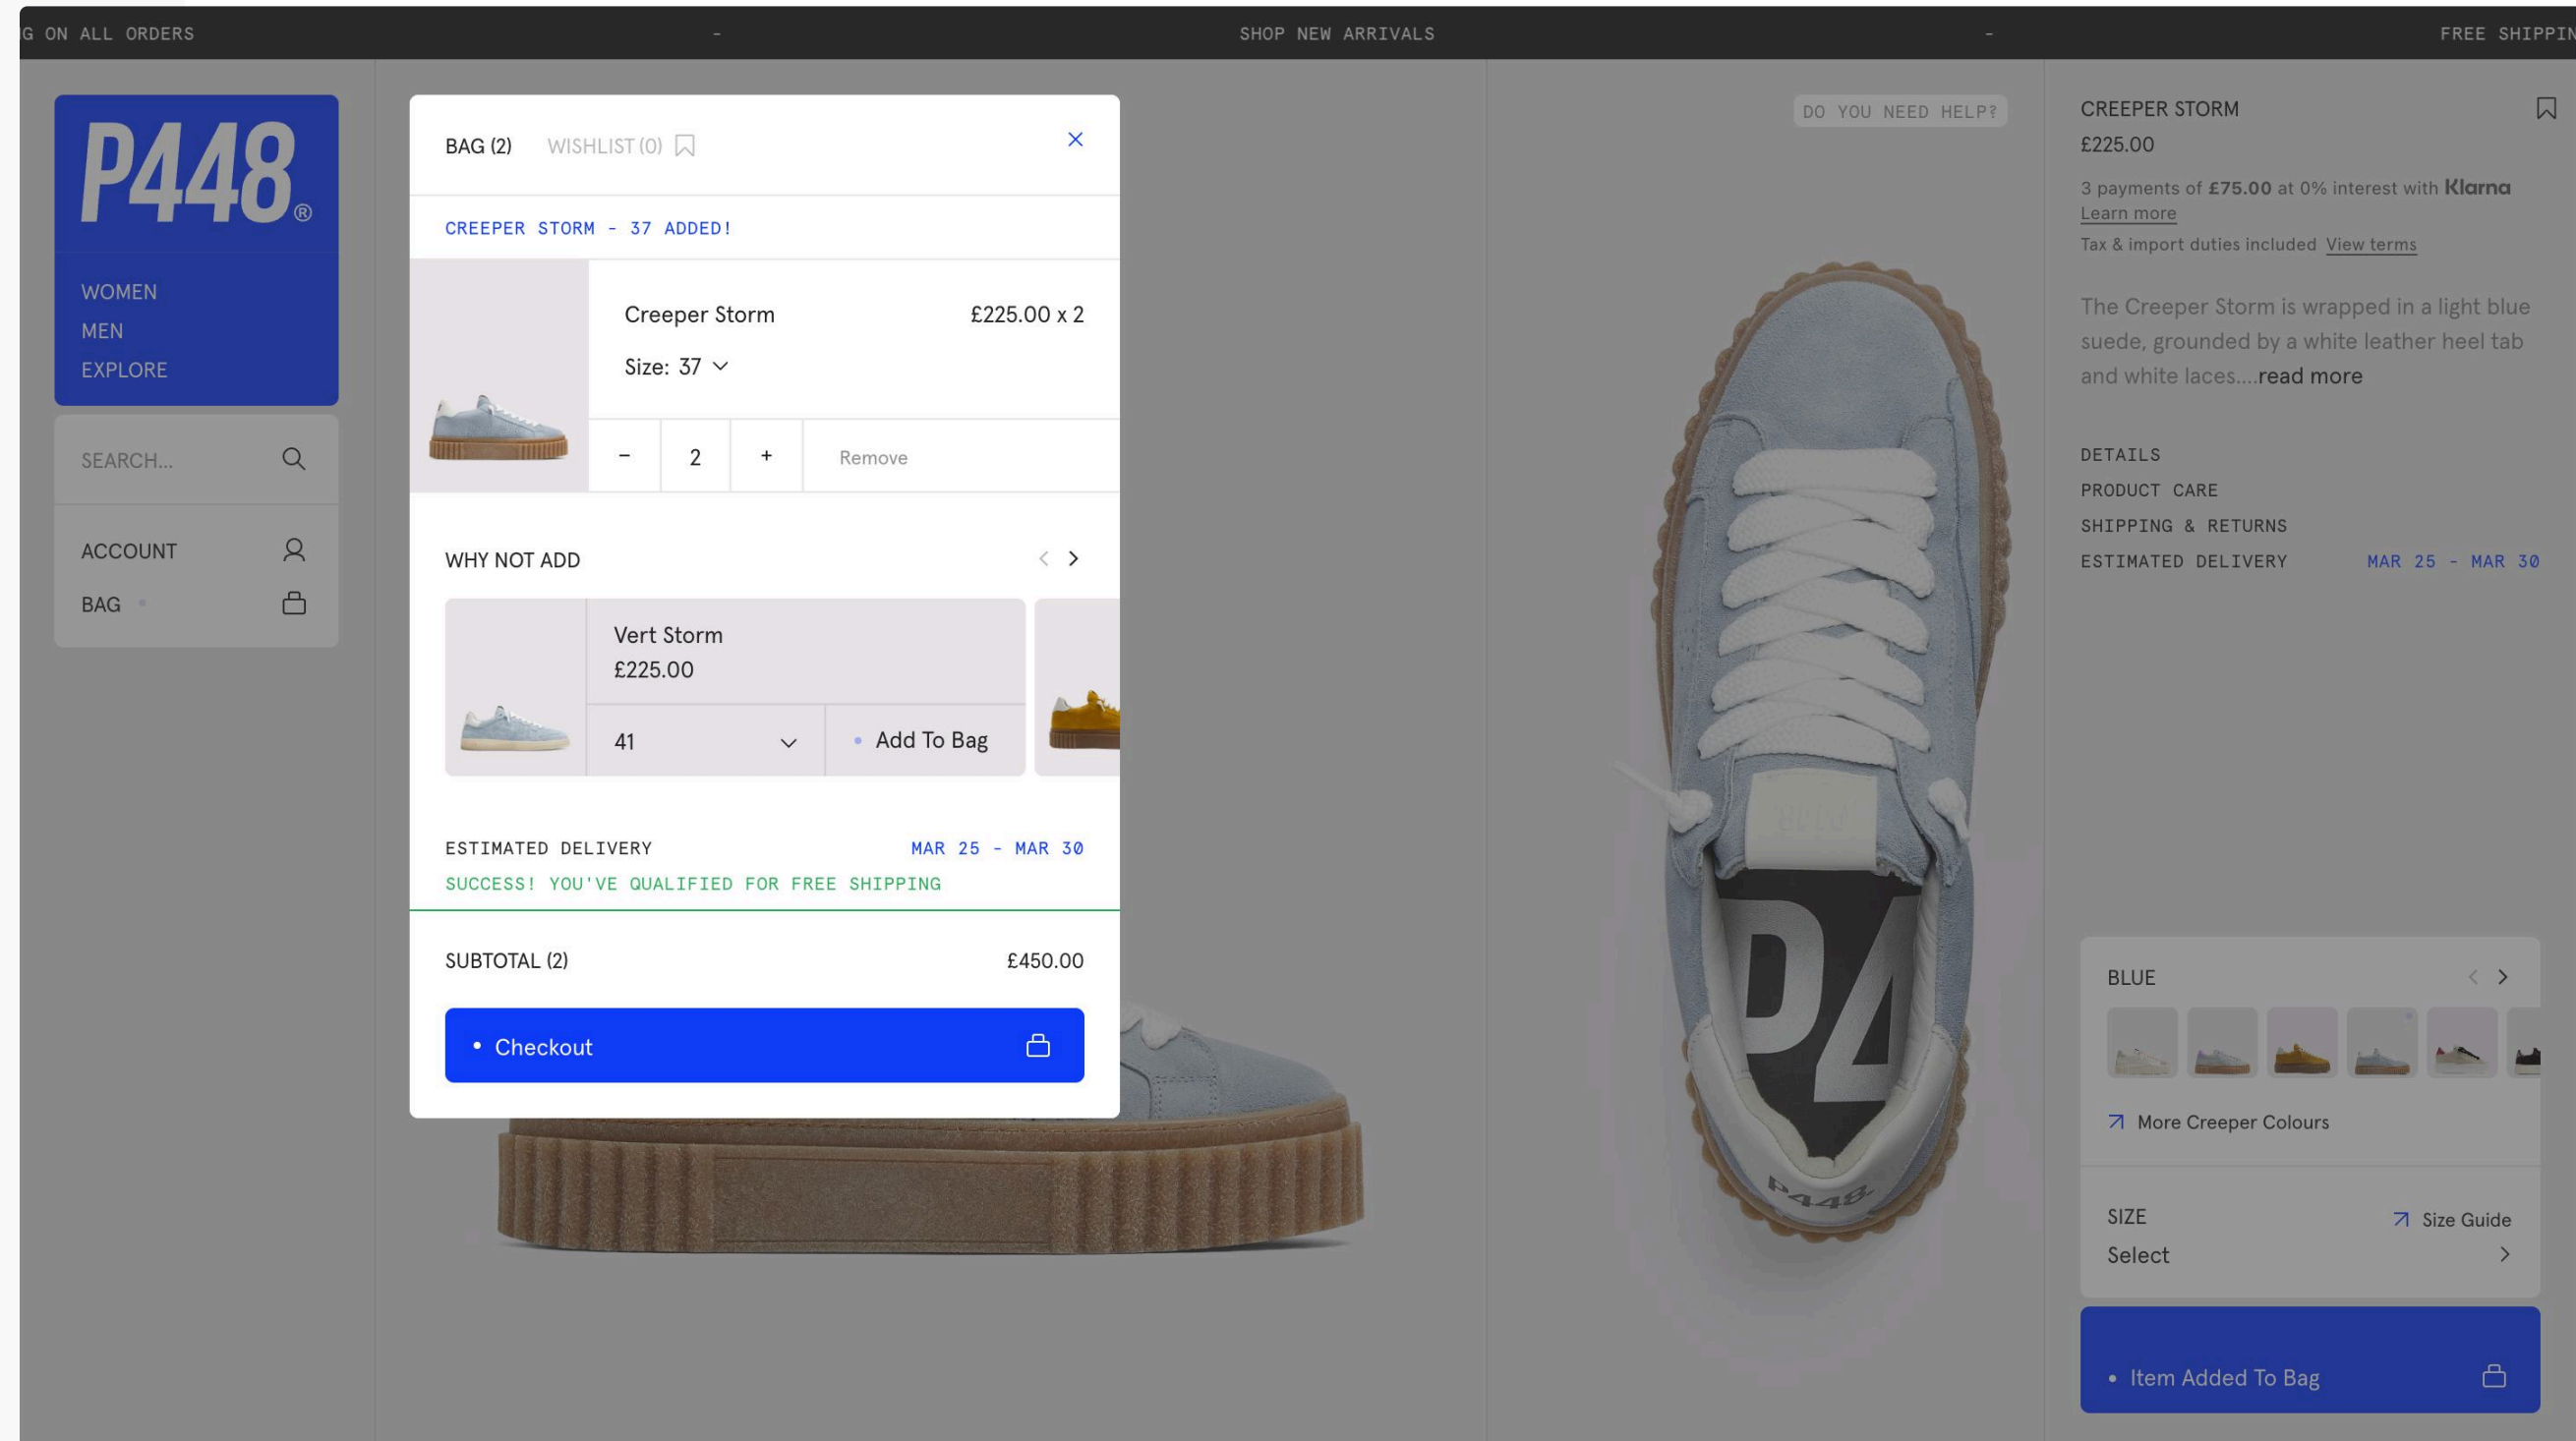 G ON ALL ORDERS - SHOP NEW ARRIVALS - FREE SHIPPIN
P448®
WOMEN
MEN
EXPLORE
SEARCH...
ACCOUNT
BAG
BAG (2) WISHLIST (0)
CREEPER STORM - 37 ADDED!
Creeper Storm £225.00 x 2
Size: 37
− 2 + Remove
WHY NOT ADD
Vert Storm
£225.00
41 • Add To Bag
ESTIMATED DELIVERY MAR 25 - MAR 30
SUCCESS! YOU'VE QUALIFIED FOR FREE SHIPPING
SUBTOTAL (2) £450.00
• Checkout
DO YOU NEED HELP?
P4
P448
CREEPER STORM
£225.00
3 payments of £75.00 at 0% interest with Klarna
Learn more
Tax & import duties included View terms
The Creeper Storm is wrapped in a light blue
suede, grounded by a white leather heel tab
and white laces....read more
DETAILS
PRODUCT CARE
SHIPPING & RETURNS
ESTIMATED DELIVERY MAR 25 - MAR 30
BLUE
More Creeper Colours
SIZE Size Guide
Select
• Item Added To Bag